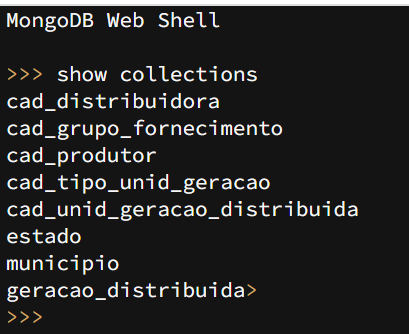 MongoDB Web Shell
>>> show collections
cad_distribuidora
cad_grupo_fornecimento
cad_produtor
cad_tipo_unid_geracao
cad_unid_geracao_distribuida
estado
municipio
geracao_distribuida>
>>>